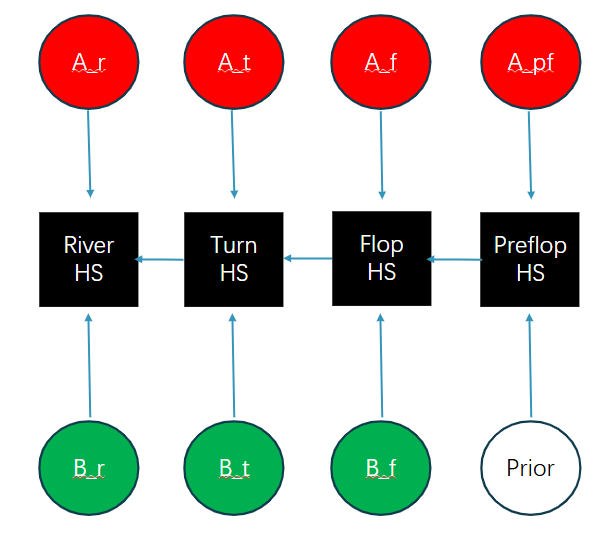 A_r
A_t
A_f
A_pf
River
HS
Turn
HS
Flop
HS
Preflop
HS
B_r
B_t
B_f
Prior